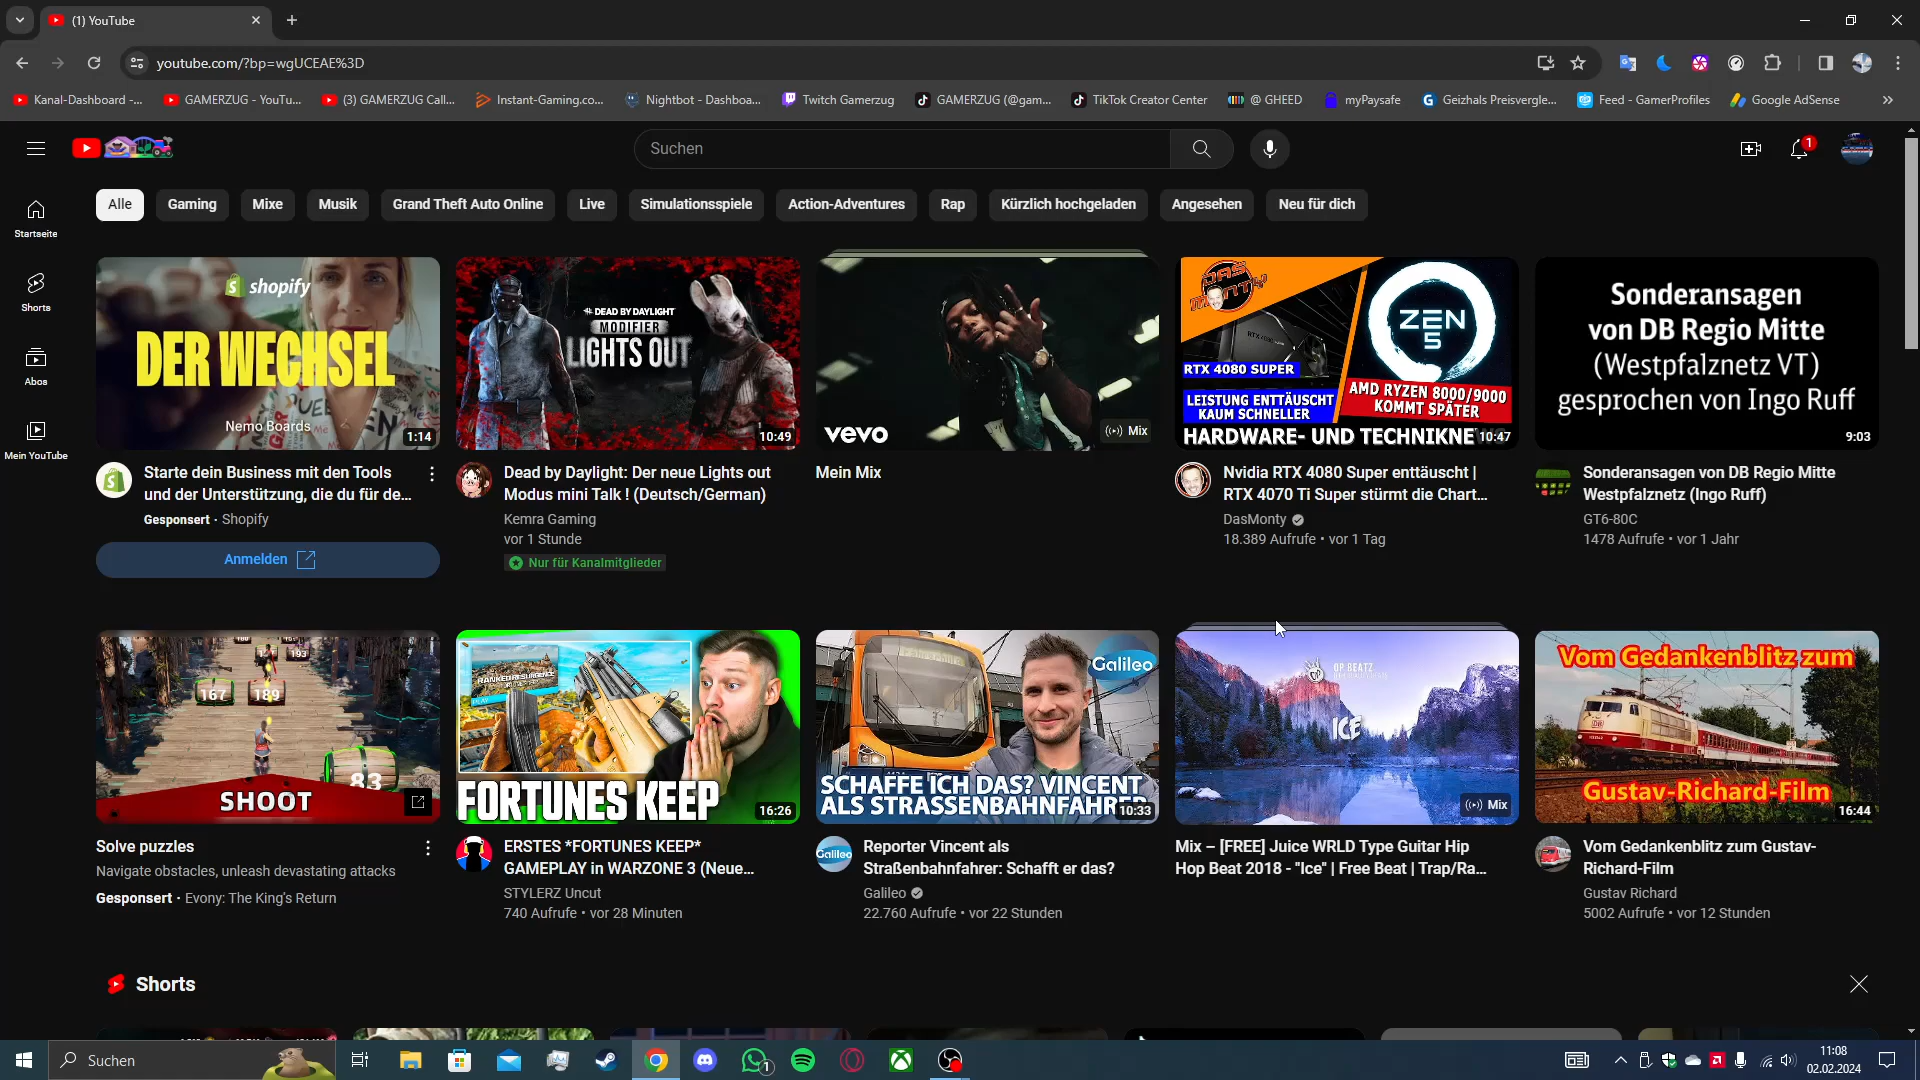 (1) YouTube
youtube.com/?bp=wgUCEAE%3D
Kanal-Dashboard -...
GAMERZUG - YouTu...
(3) GAMERZUG Call...
Instant-Gaming.co...
Nightbot - Dashboa...
Twitch Gamerzug
GAMERZUG (@gam...
TikTok Creator Center
@ GHEED
myPaysafe
Geizhals Preisvergle...
Feed - GamerProfiles
Google AdSense
Suchen
1
Alle
Gaming
Mixe
Musik
Grand Theft Auto Online
Live
Simulationsspiele
Action-Adventures
Rap
Kürzlich hochgeladen
Angesehen
Neu für dich
Startseite
Shorts
Abos
Mein YouTube
shopify
DER WECHSEL
Nemo Boards
1:14
DEAD BY DAYLIGHT
MODIFIER
LIGHTS OUT
10:49
vevo
Mix
DAS MONTY
RTX 4080 SUPER
LEISTUNG ENTTÄUSCHT
KAUM SCHNELLER
ZEN
5
AMD RYZEN 8000/9000
KOMMT SPÄTER
HARDWARE- UND TECHNIKNE
10:47
Sonderansagen
von DB Regio Mitte
(Westpfalznetz VT)
gesprochen von Ingo Ruff
9:03
Starte dein Business mit den Tools
und der Unterstützung, die du für de...
Gesponsert • Shopify
Anmelden
Dead by Daylight: Der neue Lights out
Modus mini Talk ! (Deutsch/German)
Kemra Gaming
vor 1 Stunde
Nur für Kanalmitglieder
Mein Mix
Nvidia RTX 4080 Super enttäuscht |
RTX 4070 Ti Super stürmt die Chart...
DasMonty
18.389 Aufrufe • vor 1 Tag
Sonderansagen von DB Regio Mitte
Westpfalznetz (Ingo Ruff)
GT6-80C
1478 Aufrufe • vor 1 Jahr
193
167
189
83
SHOOT
RANKED RESURGENCE
PLAY
FORTUNES KEEP
16:26
Galileo
SCHAFFE ICH DAS? VINCENT
ALS STRASSENBAHNFAHRER
10:33
OP BEATZ
ICE
Mix
Vom Gedankenblitz zum
Gustav-Richard-Film
16:44
Solve puzzles
Navigate obstacles, unleash devastating attacks
Gesponsert • Evony: The King's Return
ERSTES *FORTUNES KEEP*
GAMEPLAY in WARZONE 3 (Neue...
STYLERZ Uncut
740 Aufrufe • vor 28 Minuten
Galileo
Reporter Vincent als
Straßenbahnfahrer: Schafft er das?
Galileo
22.760 Aufrufe • vor 22 Stunden
Mix – [FREE] Juice WRLD Type Guitar Hip
Hop Beat 2018 - "Ice" | Free Beat | Trap/Ra...
Vom Gedankenblitz zum Gustav-
Richard-Film
Gustav Richard
5002 Aufrufe • vor 12 Stunden
Shorts
Suchen
1
11:08
02.02.2024